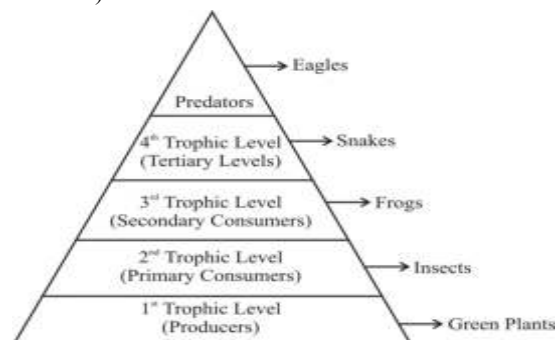 Eagles
Predators
4th Trophic Level
(Tertiary Levels)
Snakes
3rd Trophic Level
(Secondary Consumers)
Frogs
2nd Trophic Level
(Primary Consumers)
Insects
1st Trophic Level
(Producers)
Green Plants